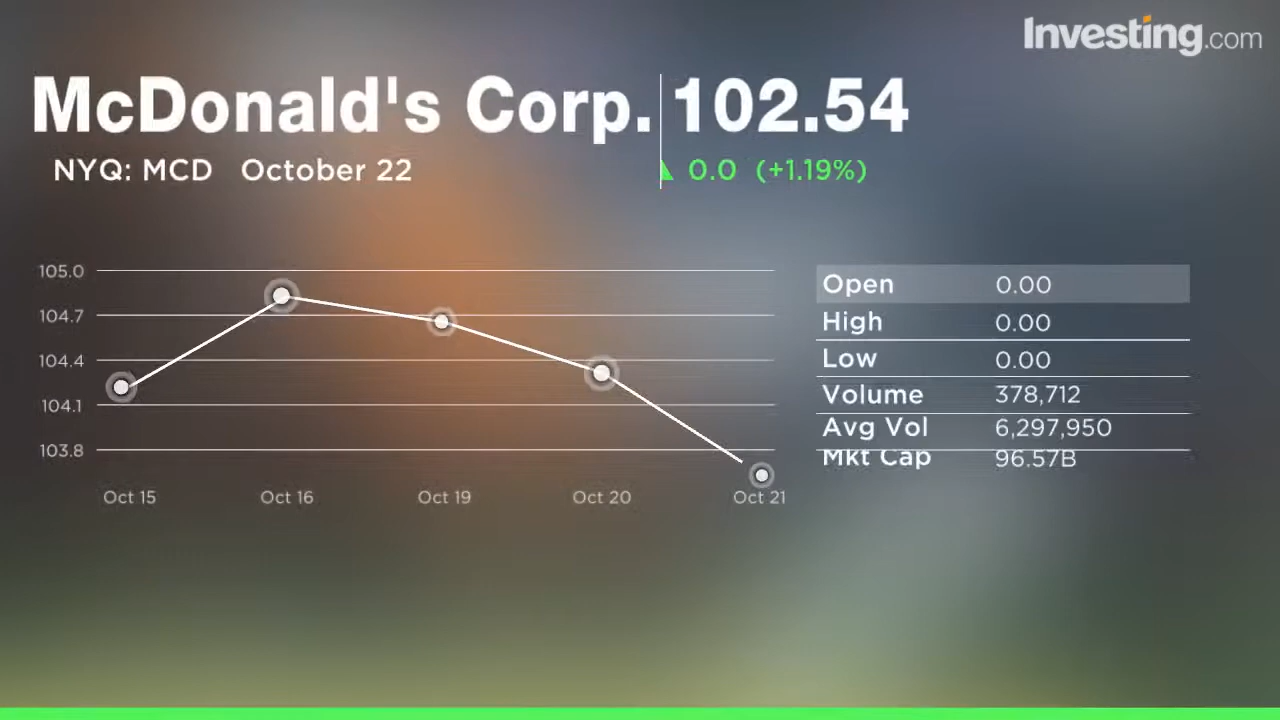 Investing.com
McDonald's Corp. 102.54
NYQ: MCD October 22 ▲ 0.0 (+1.19%)
105.0
104.7
104.4
104.1
103.8
Oct 15 Oct 16 Oct 19 Oct 20 Oct 21
Open 0.00
High 0.00
Low 0.00
Volume 378,712
Avg Vol 6,297,950
Mkt Cap 96.57B